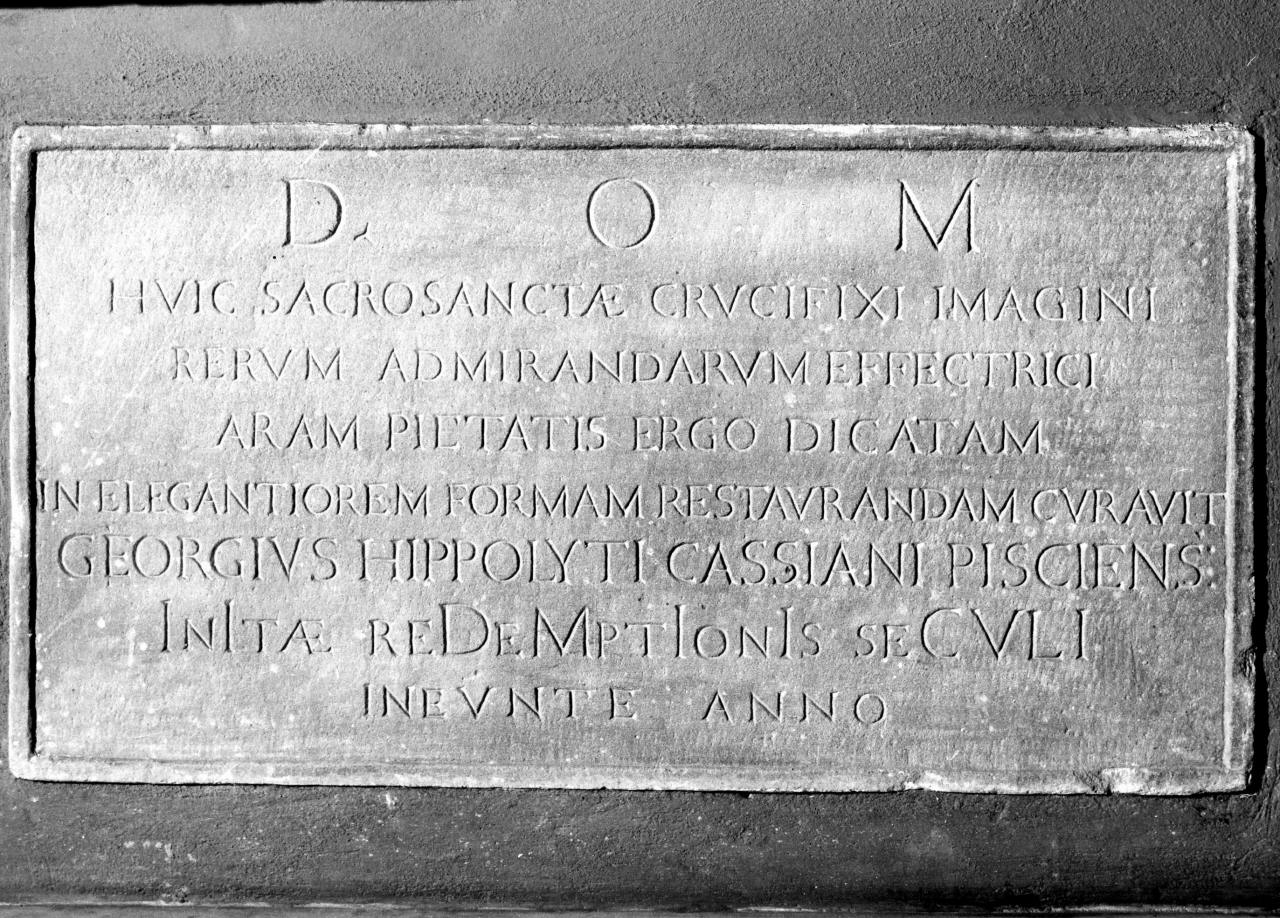 D. O M
HVIC SACROSANCTÆ CRVCIFIXI IMAGINI
RERVM ADMIRANDARVM EFFECTRICI
ARAM PIETATIS ERGO DICATAM
IN ELEGANTIOREM FORMAM RESTAVRANDAM CVRAVIT
GEORGIVS HIPPOLYTI CASSIANI PISCIENS:
InITÆ reDeMptIonIs seCVLI
INEVNTE ANNO